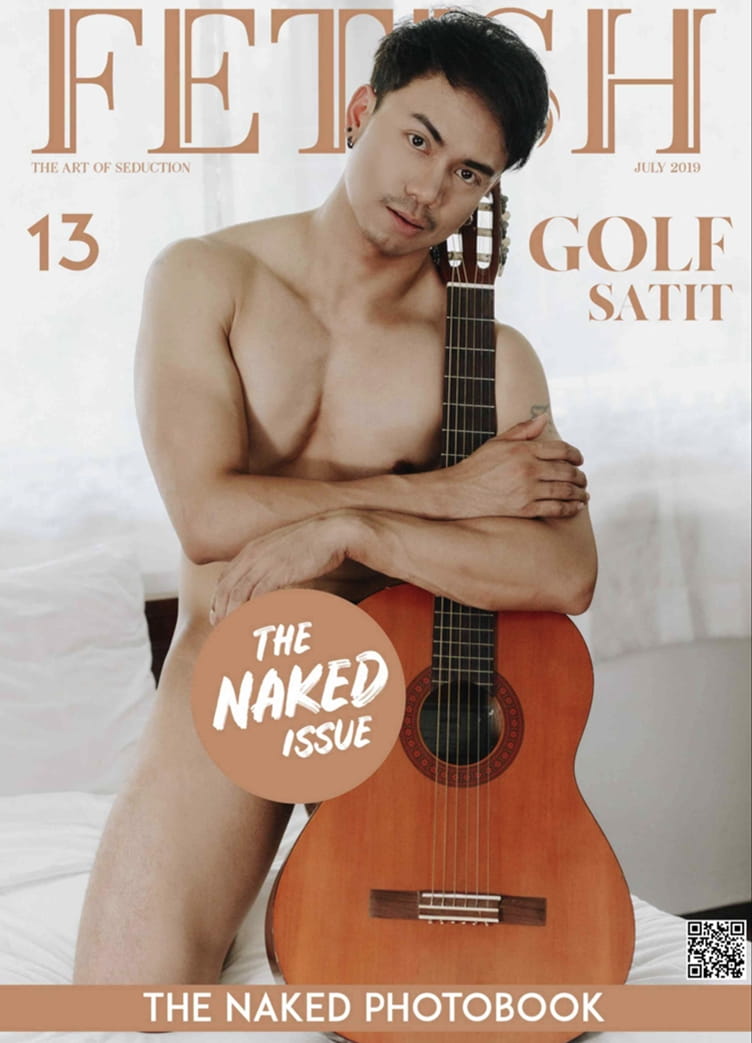 FETISH
THE ART OF SEDUCTION
JULY 2019
13
GOLF
SATIT
THE
NAKED
ISSUE
THE NAKED PHOTOBOOK